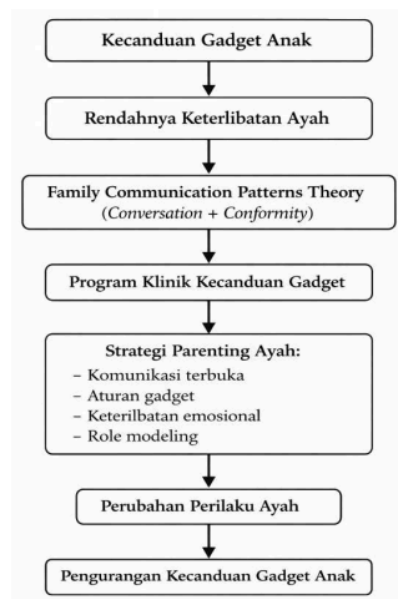 Kecanduan Gadget Anak
Rendahnya Keterlibatan Ayah
Family Communication Patterns Theory
(Conversation + Conformity)
Program Klinik Kecanduan Gadget
Strategi Parenting Ayah:
– Komunikasi terbuka
– Aturan gadget
– Keterilbatan emosional
– Role modeling
Perubahan Perilaku Ayah
Pengurangan Kecanduan Gadget Anak